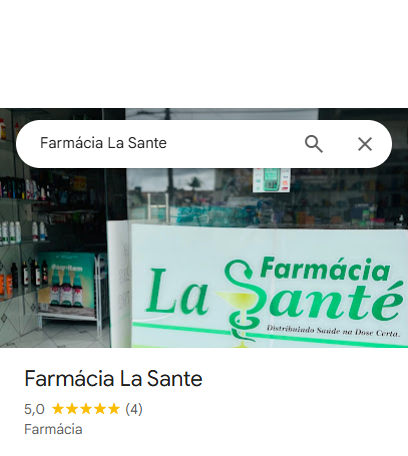 Farmácia La Sante
Farmácia
La Santé
Distribuindo Saúde na Dose Certa.
Farmácia La Sante
5,0 (4)
Farmácia